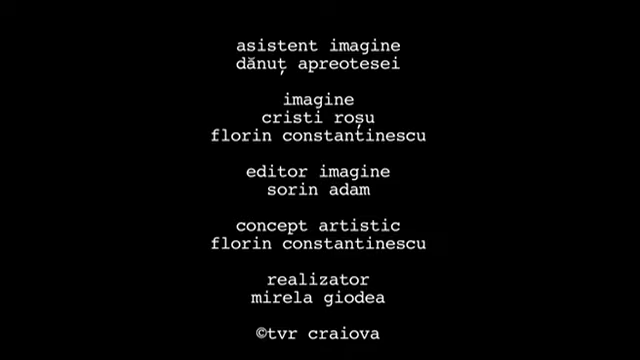 asistent imagine
dănuț apreotesei
imagine
cristi roșu
florin constantinescu
editor imagine
sorin adam
concept artistic
florin constantinescu
realizator
mirela giodea
©tvr craiova